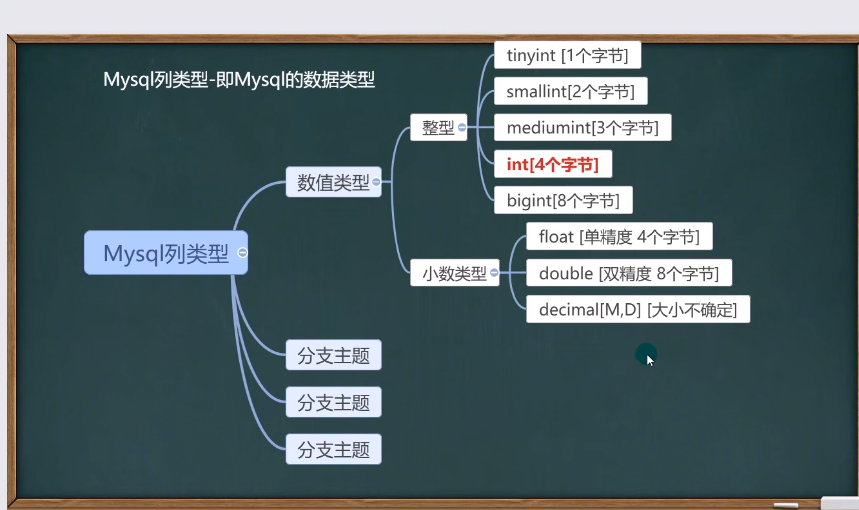 Mysql列类型-即Mysql的数据类型
Mysql列类型
数值类型
整型
tinyint [1个字节]
smallint[2个字节]
mediumint[3个字节]
int[4个字节]
bigint[8个字节]
小数类型
float [单精度 4个字节]
double [双精度 8个字节]
decimal[M,D] [大小不确定]
分支主题
分支主题
分支主题